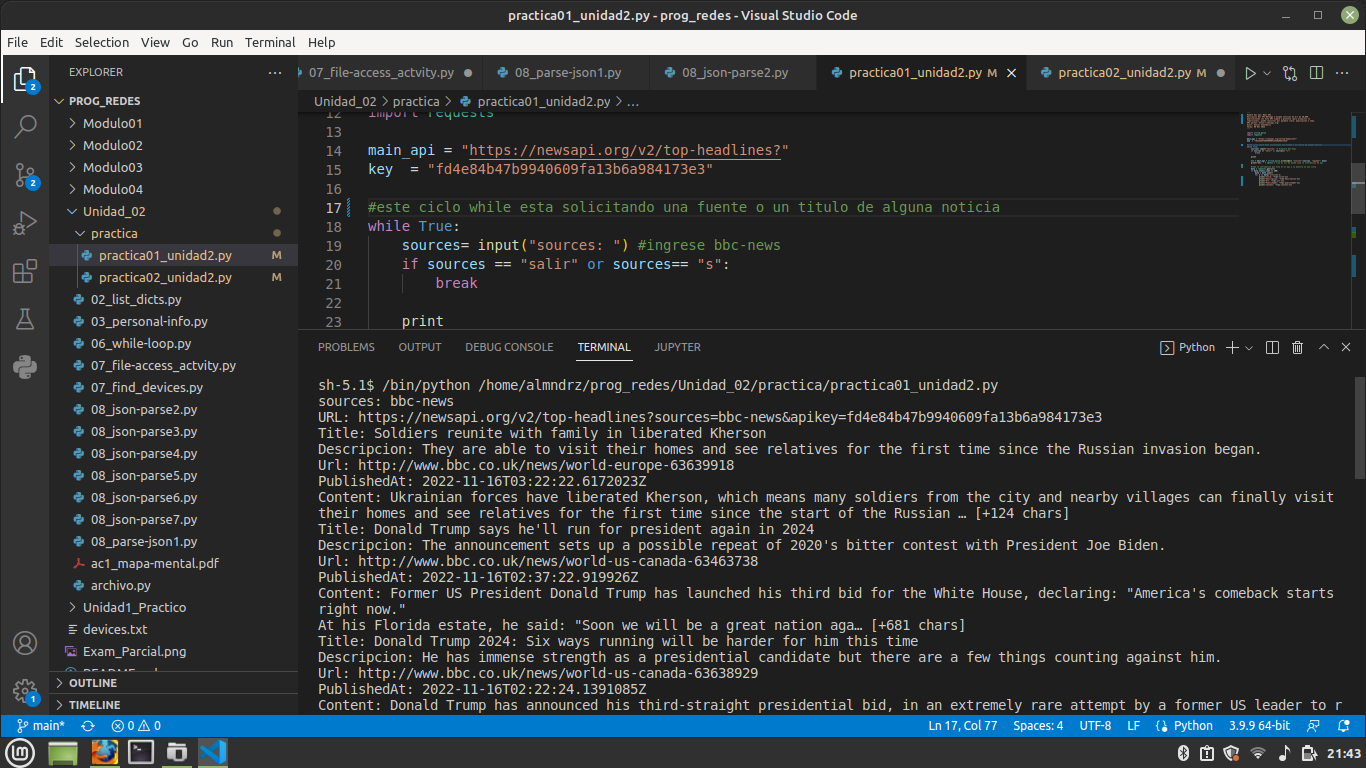 practica01_unidad2.py - prog_redes - Visual Studio Code
File Edit Selection View Go Run Terminal Help
EXPLORER
PROG_REDES
Modulo01
Modulo02
Modulo03
Modulo04
Unidad_02
practica
practica01_unidad2.py M
practica02_unidad2.py M
02_list_dicts.py
03_personal-info.py
06_while-loop.py
07_file-access_actvity.py
07_find_devices.py
08_json-parse2.py
08_json-parse3.py
08_json-parse4.py
08_json-parse5.py
08_json-parse6.py
08_json-parse7.py
08_parse-json1.py
ac1_mapa-mental.pdf
archivo.py
Unidad1_Practico
devices.txt
Exam_Parcial.png
OUTLINE
TIMELINE
2
2
1
07_file-access_actvity.py 08_parse-json1.py 08_json-parse2.py practica01_unidad2.py M practica02_unidad2.py M
Unidad_02 > practica > practica01_unidad2.py > ...
12 import requests
13
14 main_api = "https://newsapi.org/v2/top-headlines?"
15 key  = "fd4e84b47b9940609fa13b6a984173e3"
16
17 #este ciclo while esta solicitando una fuente o un titulo de alguna noticia
18 while True:
19     sources= input("sources: ") #ingrese bbc-news
20     if sources == "salir" or sources== "s":
21         break
22
23     print
PROBLEMS OUTPUT DEBUG CONSOLE TERMINAL JUPYTER
Python
sh-5.1$ /bin/python /home/almndrz/prog_redes/Unidad_02/practica/practica01_unidad2.py
sources: bbc-news
URL: https://newsapi.org/v2/top-headlines?sources=bbc-news&apikey=fd4e84b47b9940609fa13b6a984173e3
Title: Soldiers reunite with family in liberated Kherson
Descripcion: They are able to visit their homes and see relatives for the first time since the Russian invasion began.
Url: http://www.bbc.co.uk/news/world-europe-63639918
PublishedAt: 2022-11-16T03:22:22.6172023Z
Content: Ukrainian forces have liberated Kherson, which means many soldiers from the city and nearby villages can finally visit
their homes and see relatives for the first time since the start of the Russian … [+124 chars]
Title: Donald Trump says he'll run for president again in 2024
Descripcion: The announcement sets up a possible repeat of 2020's bitter contest with President Joe Biden.
Url: http://www.bbc.co.uk/news/world-us-canada-63463738
PublishedAt: 2022-11-16T02:37:22.919926Z
Content: Former US President Donald Trump has launched his third bid for the White House, declaring: "America's comeback starts
right now."
At his Florida estate, he said: "Soon we will be a great nation aga… [+681 chars]
Title: Donald Trump 2024: Six ways running will be harder for him this time
Descripcion: He has immense strength as a presidential candidate but there are a few things counting against him.
Url: http://www.bbc.co.uk/news/world-us-canada-63638929
PublishedAt: 2022-11-16T02:22:24.1391085Z
Content: Donald Trump has announced his third-straight presidential bid, in an extremely rare attempt by a former US leader to r
main* 0 0 Ln 17, Col 77 Spaces: 4 UTF-8 LF Python 3.9.9 64-bit
21:43